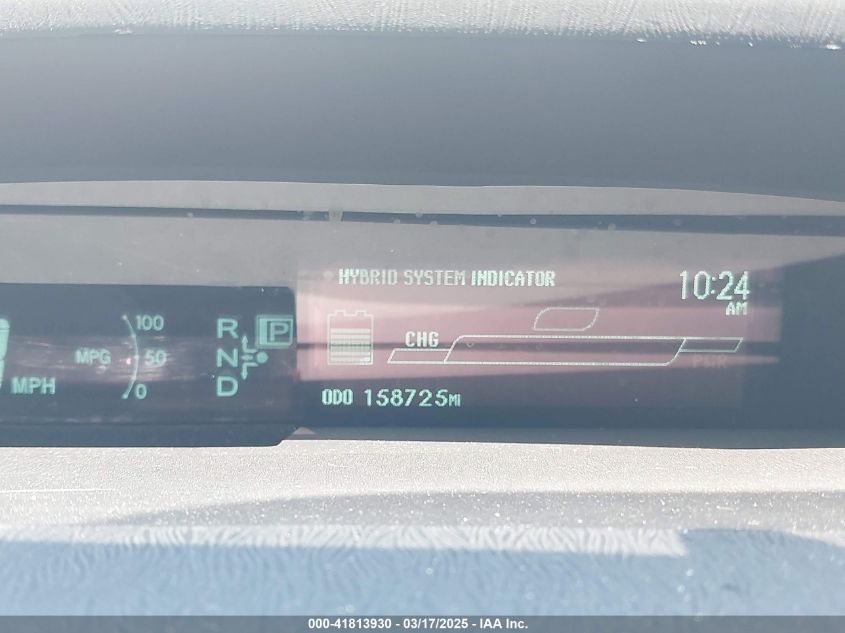 HYBRID SYSTEM INDICATOR
10:24
AM
100
MPG 50
0
MPH
R
P
N
D
CHG
PWR
ODO 158725MI
000-41813930 - 03/17/2025 - IAA Inc.